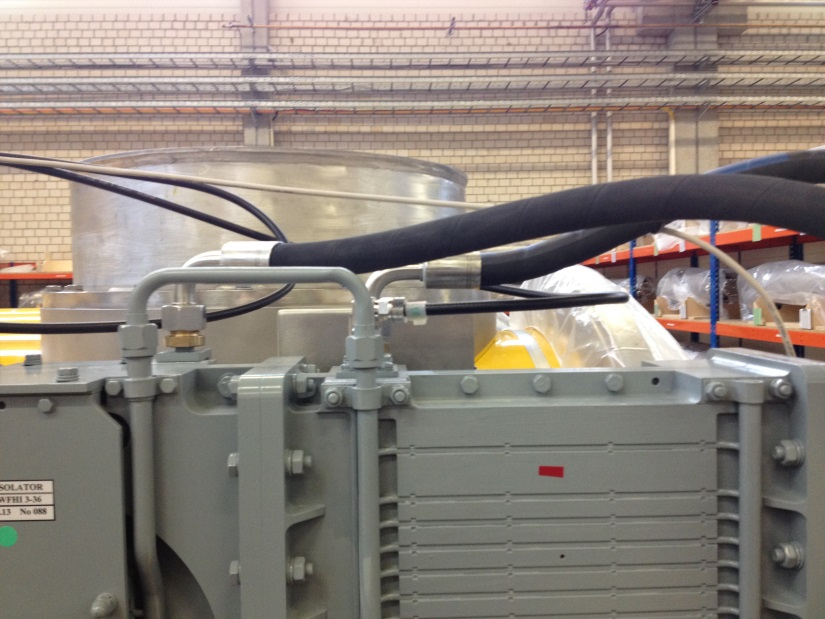 SOLATOR
WFHI 3-36
.13 No 088